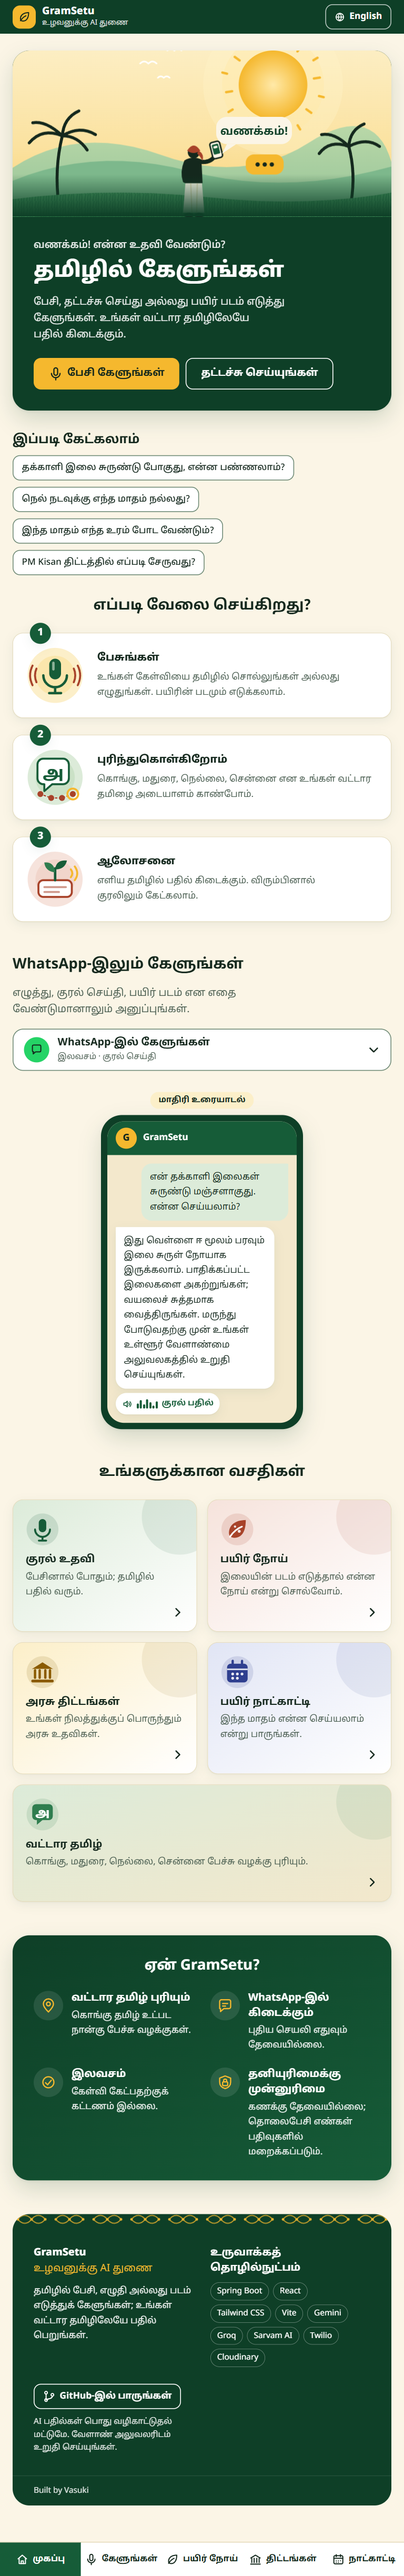 GramSetu
உழவனுக்கு AI துணை
English
வணக்கம்!
வணக்கம்! என்ன உதவி வேண்டும்?
தமிழில் கேளுங்கள்
பேசி, தட்டச்சு செய்து அல்லது பயிர் படம் எடுத்து
கேளுங்கள். உங்கள் வட்டார தமிழிலேயே
பதில் கிடைக்கும்.
பேசி கேளுங்கள்
தட்டச்சு செய்யுங்கள்
இப்படி கேட்கலாம்
தக்காளி இலை சுருண்டு போகுது, என்ன பண்ணலாம்?
நெல் நடவுக்கு எந்த மாதம் நல்லது?
இந்த மாதம் எந்த உரம் போட வேண்டும்?
PM Kisan திட்டத்தில் எப்படி சேருவது?
எப்படி வேலை செய்கிறது?
1
பேசுங்கள்
உங்கள் கேள்வியை தமிழில் சொல்லுங்கள் அல்லது
எழுதுங்கள். பயிரின் படமும் எடுக்கலாம்.
2
அ
புரிந்துகொள்கிறோம்
கொங்கு, மதுரை, நெல்லை, சென்னை என உங்கள் வட்டார
தமிழை அடையாளம் காண்போம்.
3
ஆலோசனை
எளிய தமிழில் பதில் கிடைக்கும். விரும்பினால்
குரலிலும் கேட்கலாம்.
WhatsApp-இலும் கேளுங்கள்
எழுத்து, குரல் செய்தி, பயிர் படம் என எதை
வேண்டுமானாலும் அனுப்புங்கள்.
WhatsApp-இல் கேளுங்கள்
இலவசம் · குரல் செய்தி
மாதிரி உரையாடல்
G
GramSetu
என் தக்காளி இலைகள்
சுருண்டு மஞ்சளாகுது.
என்ன செய்யலாம்?
இது வெள்ளை ஈ மூலம் பரவும்
இலை சுருள் நோயாக
இருக்கலாம். பாதிக்கப்பட்ட
இலைகளை அகற்றுங்கள்;
வயலைச் சுத்தமாக
வைத்திருங்கள். மருந்து
போடுவதற்கு முன் உங்கள்
உள்ளூர் வேளாண்மை
அலுவலகத்தில் உறுதி
செய்யுங்கள்.
குரல் பதில்
உங்களுக்கான வசதிகள்
குரல் உதவி
பேசினால் போதும்; தமிழில்
பதில் வரும்.
பயிர் நோய்
இலையின் படம் எடுத்தால் என்ன
நோய் என்று சொல்வோம்.
அரசு திட்டங்கள்
உங்கள் நிலத்துக்குப் பொருந்தும்
அரசு உதவிகள்.
பயிர் நாட்காட்டி
இந்த மாதம் என்ன செய்யலாம்
என்று பாருங்கள்.
அ
வட்டார தமிழ்
கொங்கு, மதுரை, நெல்லை, சென்னை பேச்சு வழக்கு புரியும்.
ஏன் GramSetu?
வட்டார தமிழ் புரியும்
கொங்கு தமிழ் உட்பட
நான்கு பேச்சு வழக்குகள்.
WhatsApp-இல்
கிடைக்கும்
புதிய செயலி எதுவும்
தேவையில்லை.
இலவசம்
கேள்வி கேட்பதற்குக்
கட்டணம் இல்லை.
தனியுரிமைக்கு
முன்னுரிமை
கணக்கு தேவையில்லை;
தொலைபேசி எண்கள்
பதிவுகளில்
மறைக்கப்படும்.
GramSetu
உழவனுக்கு AI துணை
தமிழில் பேசி, எழுதி அல்லது படம்
எடுத்துக் கேளுங்கள்; உங்கள்
வட்டார தமிழிலேயே பதில்
பெறுங்கள்.
உருவாக்கத்
தொழில்நுட்பம்
Spring Boot
React
Tailwind CSS
Vite
Gemini
Groq
Sarvam AI
Twilio
Cloudinary
GitHub-இல் பாருங்கள்
AI பதில்கள் பொது வழிகாட்டுதல்
மட்டுமே. வேளாண் அலுவலரிடம்
உறுதி செய்யுங்கள்.
Built by Vasuki
முகப்பு
கேளுங்கள்
பயிர் நோய்
திட்டங்கள்
நாட்காட்டி